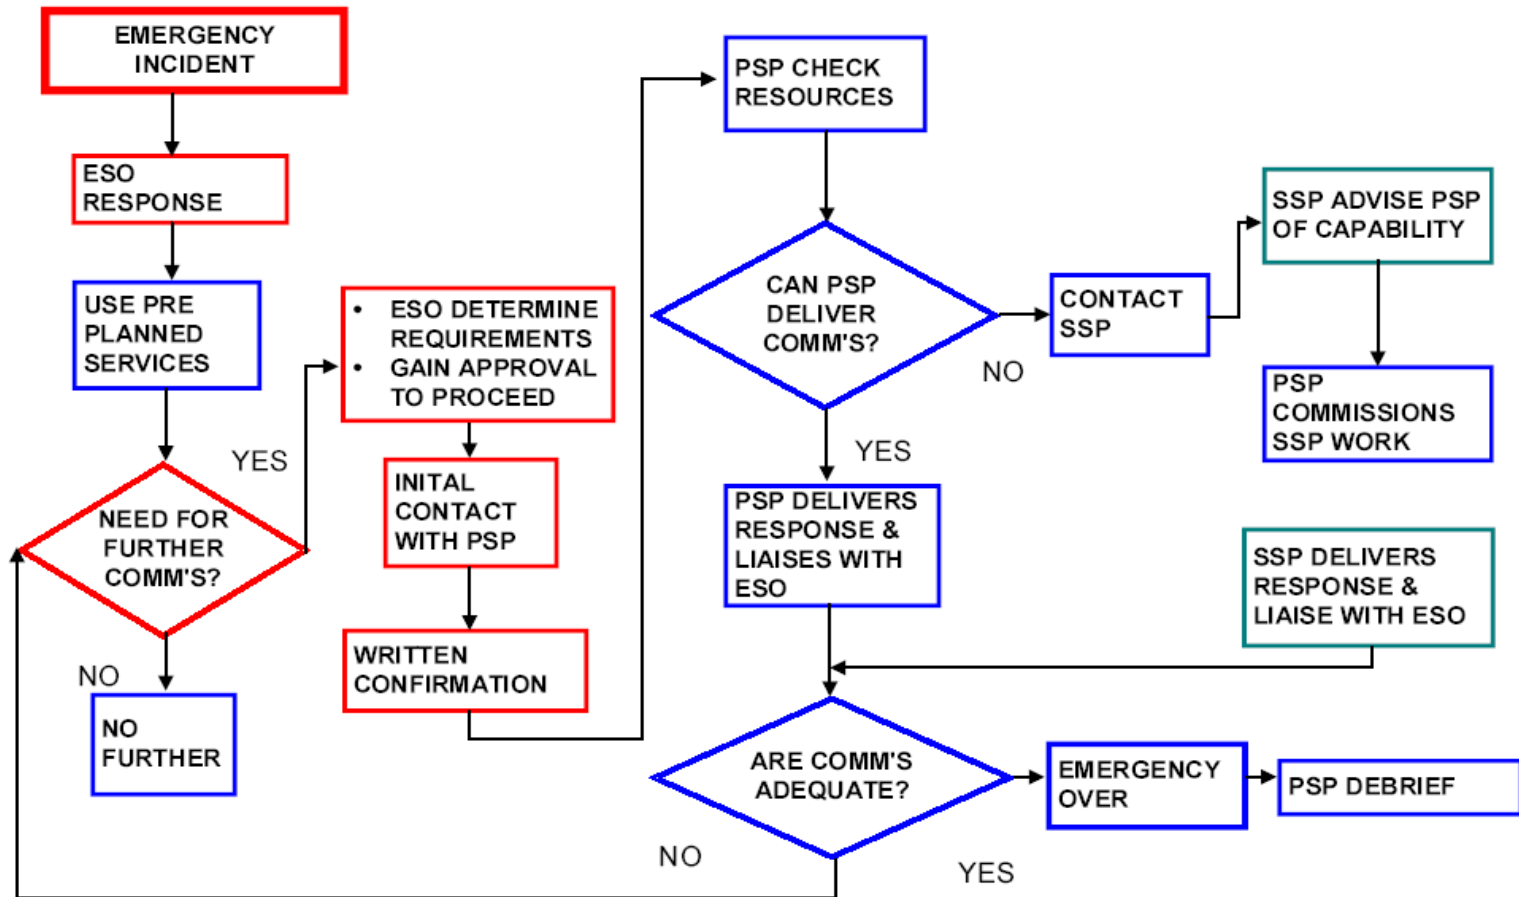 EMERGENCY
INCIDENT
ESO
RESPONSE
USE PRE
PLANNED
SERVICES
YES
NEED FOR
FURTHER
COMM'S?
NO
NO
FURTHER
• ESO DETERMINE
REQUIREMENTS
• GAIN APPROVAL
TO PROCEED
INITAL
CONTACT
WITH PSP
WRITTEN
CONFIRMATION
PSP CHECK
RESOURCES
CAN PSP
DELIVER
COMM'S?
NO
CONTACT
SSP
SSP ADVISE PSP
OF CAPABILITY
PSP
COMMISSIONS
SSP WORK
YES
PSP DELIVERS
RESPONSE &
LIAISES WITH
ESO
SSP DELIVERS
RESPONSE &
LIAISE WITH ESO
ARE COMM'S
ADEQUATE?
NO
YES
EMERGENCY
OVER
PSP DEBRIEF